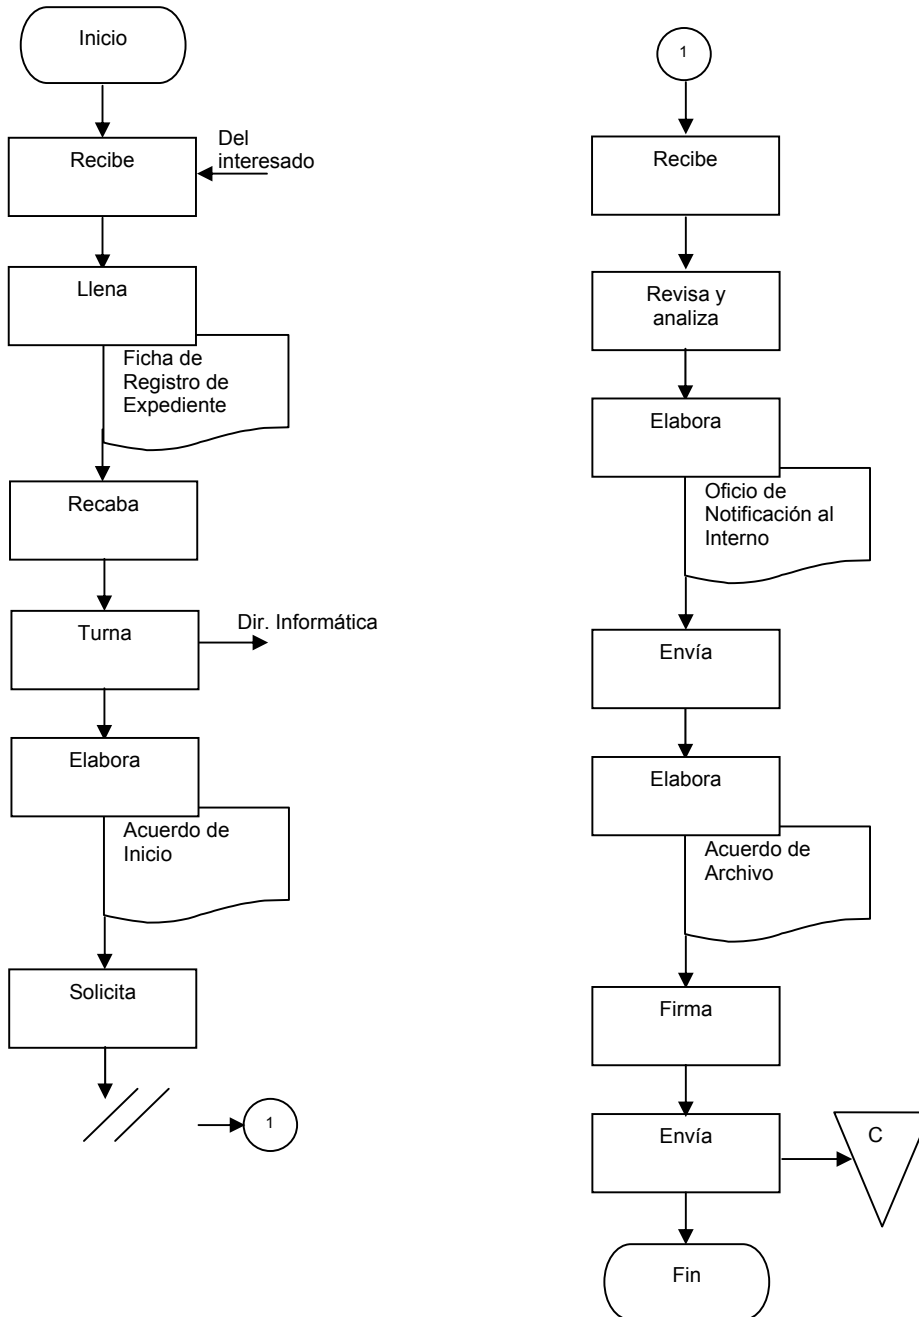 Inicio
Recibe
Del
interesado
Llena
Ficha de
Registro de
Expediente
Recaba
Turna
Dir. Informática
Elabora
Acuerdo de
Inicio
Solicita
1
1
Recibe
Revisa y
analiza
Elabora
Oficio de
Notificación al
Interno
Envía
Elabora
Acuerdo de
Archivo
Firma
Envía
C
Fin